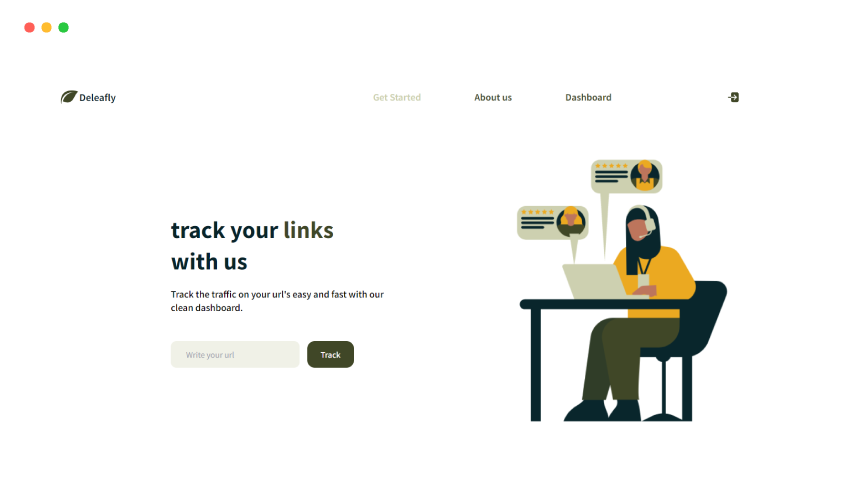 Deleafly
Get Started
About us
Dashboard
track your links
with us
Track the traffic on your url's easy and fast with our
clean dashboard.
Write your url
Track